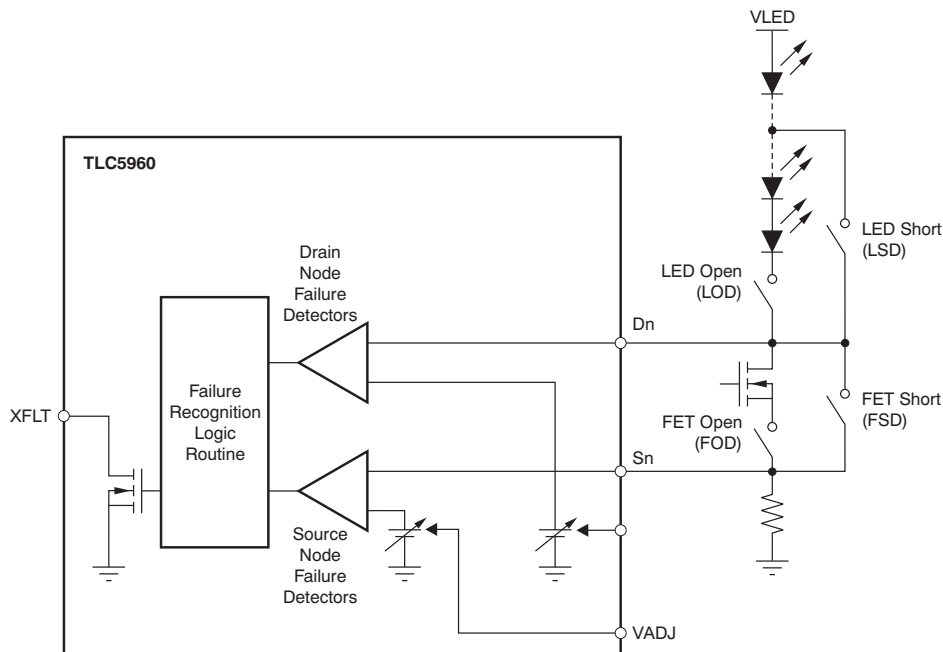 VLED
TLC5960
LED Short
(LSD)
Drain
Node
Failure
Detectors
LED Open
(LOD)
Dn
Failure
Recognition
Logic
Routine
XFLT
FET Short
(FSD)
FET Open
(FOD)
Sn
Source
Node
Failure
Detectors
VADJ